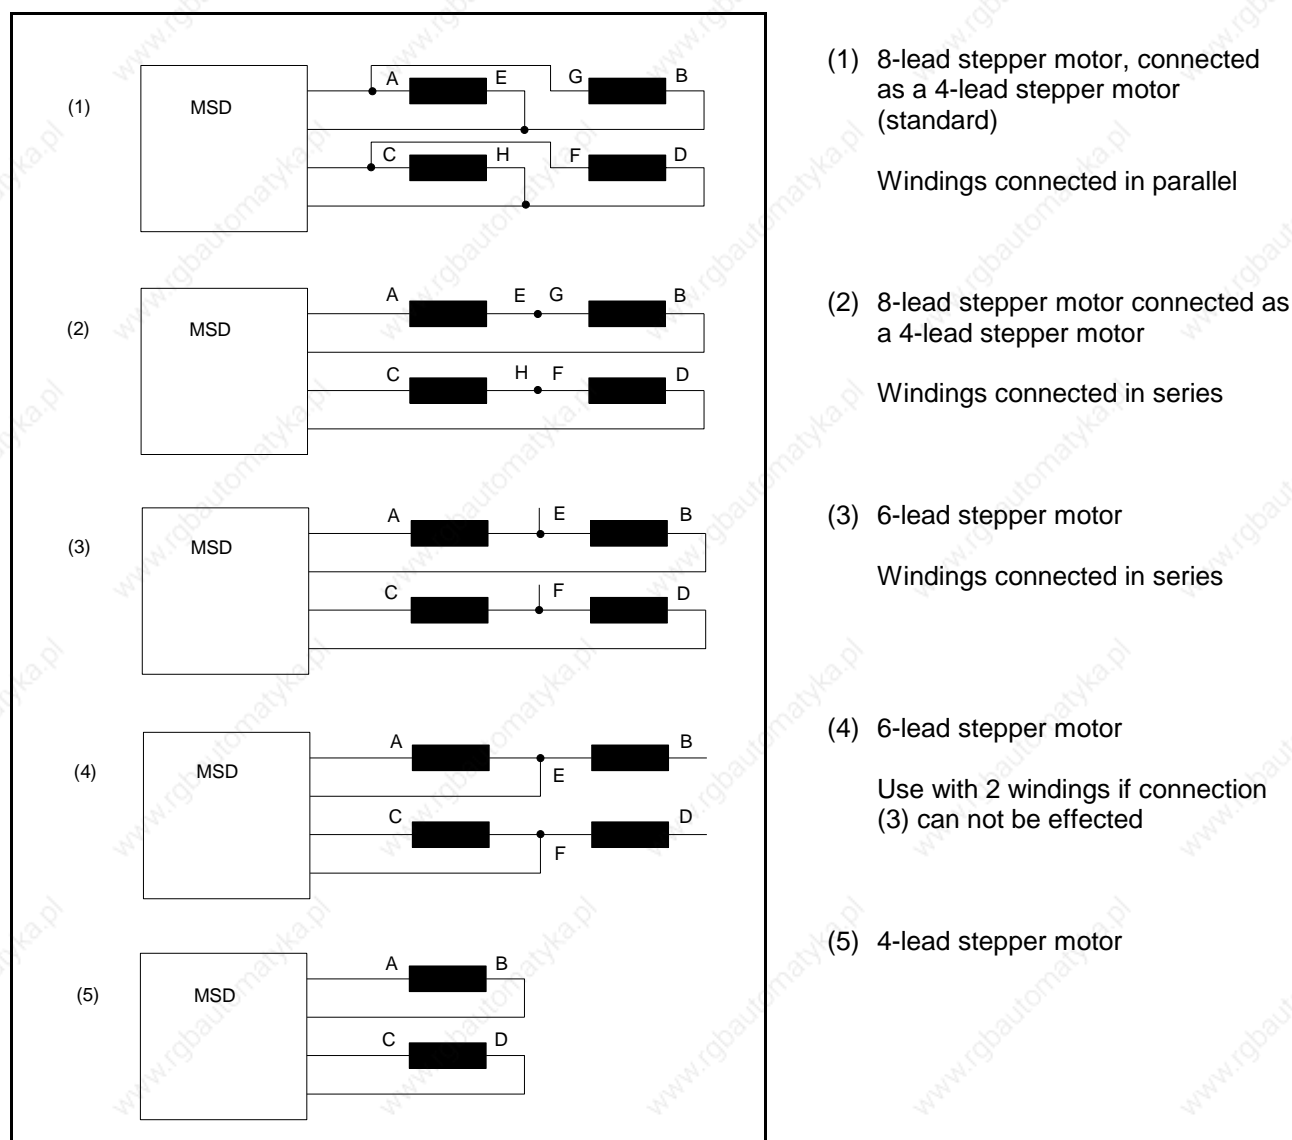 (1) MSD A E G B
C H F D
(1) 8-lead stepper motor, connected
as a 4-lead stepper motor
(standard)
Windings connected in parallel
(2) MSD A E G B
C H F D
(2) 8-lead stepper motor connected as
a 4-lead stepper motor
Windings connected in series
(3) MSD A E B
C F D
(3) 6-lead stepper motor
Windings connected in series
(4) MSD A E B
C F D
(4) 6-lead stepper motor
Use with 2 windings if connection
(3) can not be effected
(5) MSD A B
C D
(5) 4-lead stepper motor
www.rgbautomatyka.pl